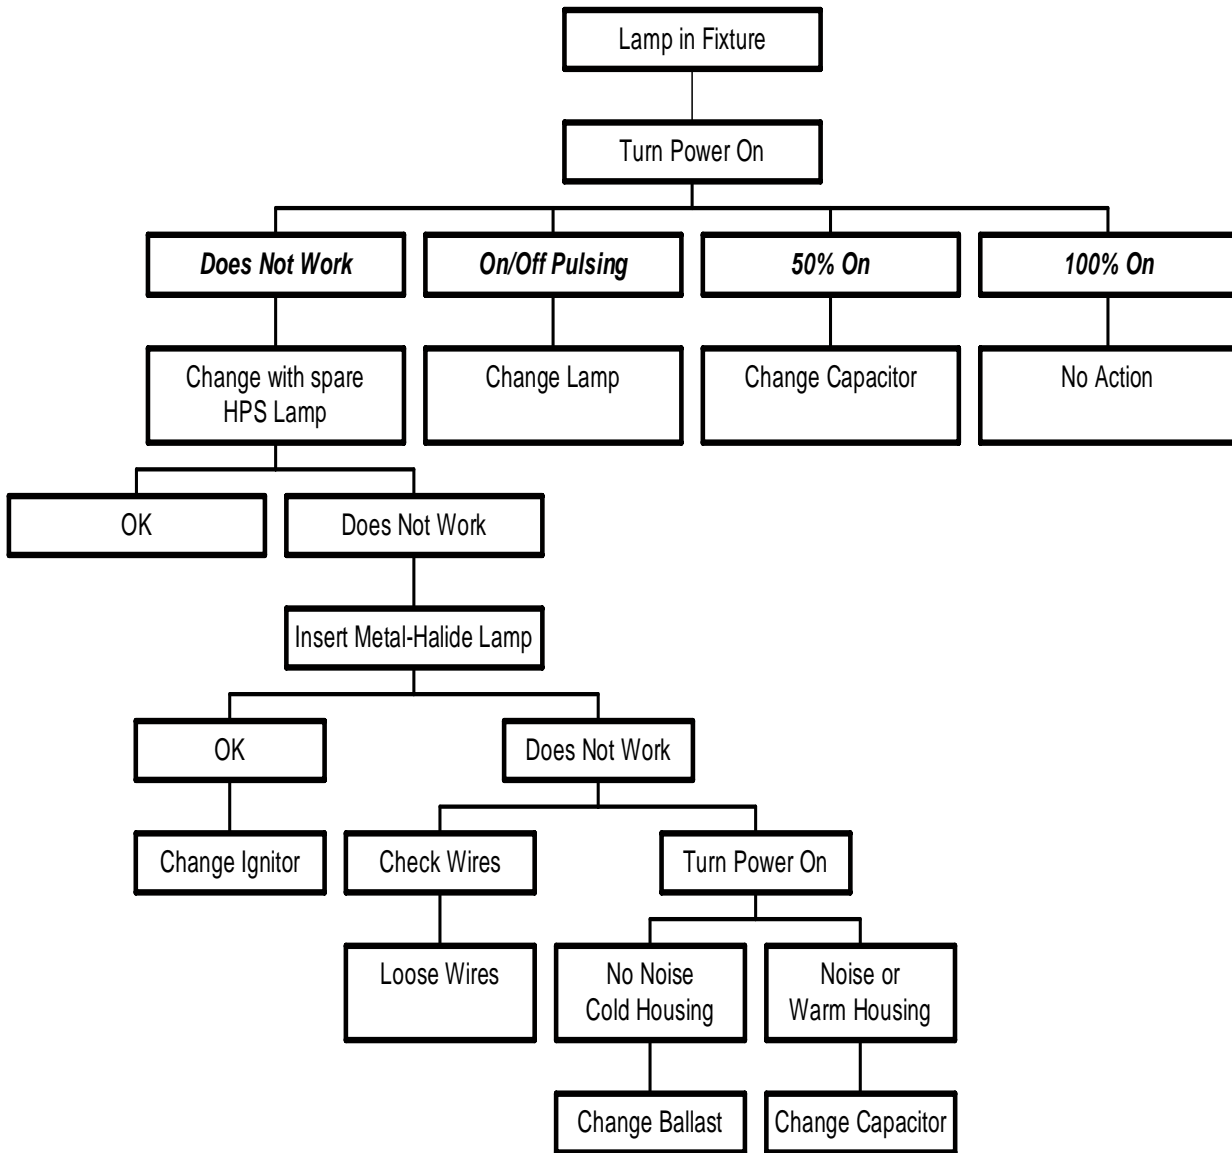 Lamp in Fixture
Turn Power On
Does Not Work
On/Off Pulsing
50% On
100% On
Change with spare
HPS Lamp
Change Lamp
Change Capacitor
No Action
OK
Does Not Work
Insert Metal-Halide Lamp
OK
Does Not Work
Change Ignitor
Check Wires
Turn Power On
Loose Wires
No Noise
Cold Housing
Noise or
Warm Housing
Change Ballast
Change Capacitor